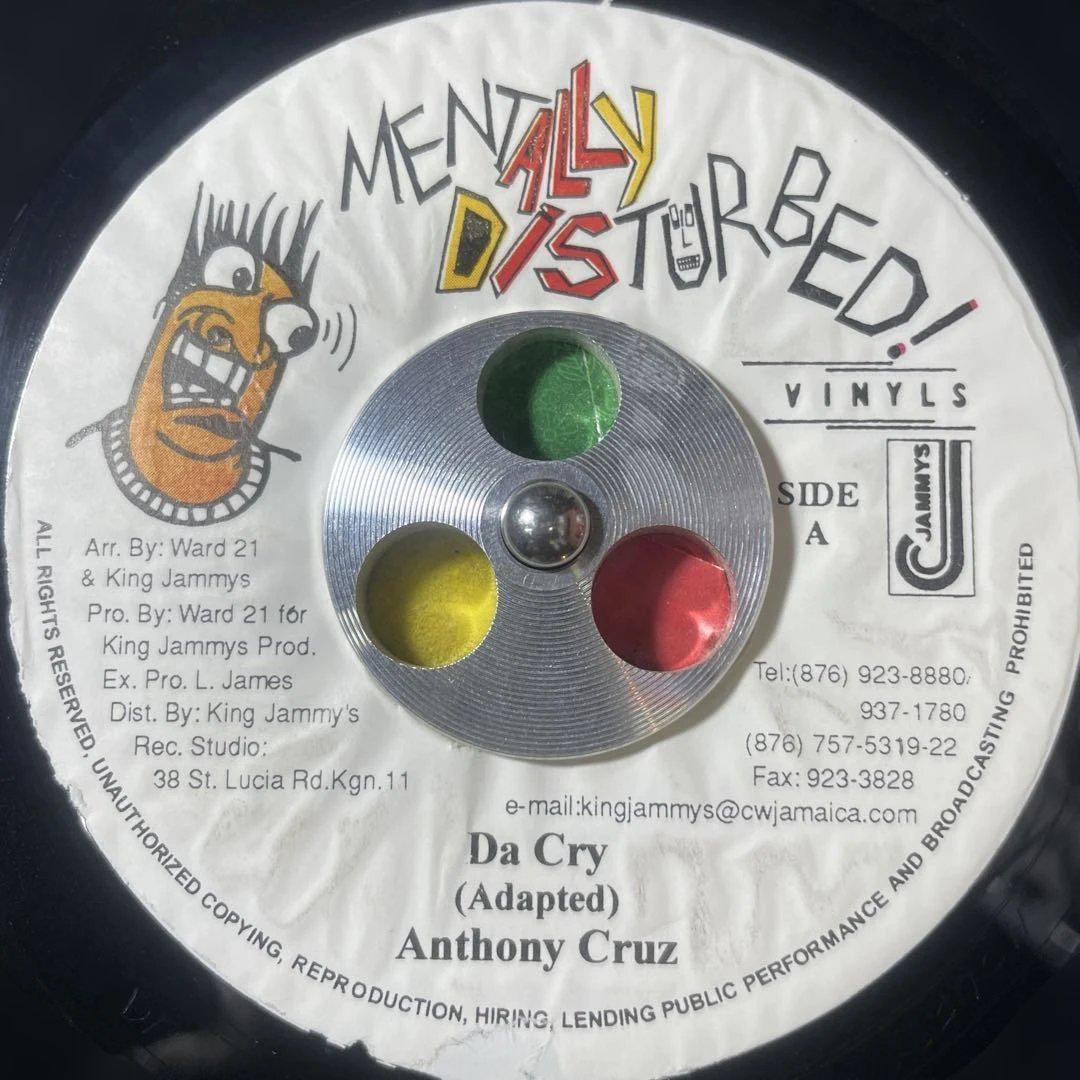 MENTALLY
DiSTURBED!
VINYLS
JAMMYS
SIDE
A
Arr. By: Ward 21
& King Jammys
Pro. By: Ward 21 for
King Jammys Prod.
Ex. Pro. L. James
Dist. By: King Jammy's
Rec. Studio:
38 St. Lucia Rd.Kgn.11
Tel:(876) 923-8880
937-1780
(876) 757-5319-22
Fax: 923-3828
e-mail:kingjammys@cwjamaica.com
Da Cry
(Adapted)
Anthony Cruz
ALL RIGHTS RESERVED, UNAUTHORIZED COPYING, REPRODUCTION, HIRING, LENDING PUBLIC PERFORMANCE AND BROADCASTING PROHIBITED